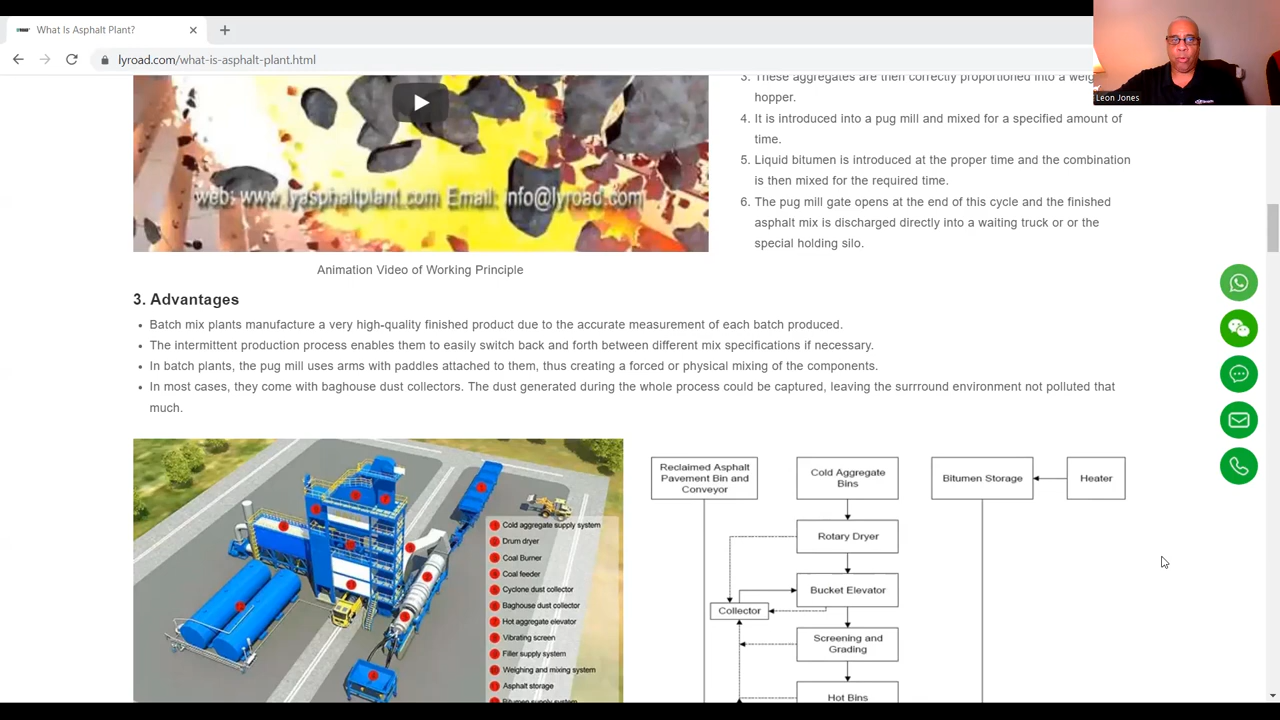 What Is Asphalt Plant?
lyroad.com/what-is-asphalt-plant.html
Leon Jones
web: www.lyasphaltplant.com Email: info@lyroad.com
Animation Video of Working Principle
3. These aggregates are then correctly proportioned into a
hopper.
4. It is introduced into a pug mill and mixed for a specified amount of
time.
5. Liquid bitumen is introduced at the proper time and the combination
is then mixed for the required time.
6. The pug mill gate opens at the end of this cycle and the finished
asphalt mix is discharged directly into a waiting truck or or the
special holding silo.
3. Advantages
• Batch mix plants manufacture a very high-quality finished product due to the accurate measurement of each batch produced.
• The intermittent production process enables them to easily switch back and forth between different mix specifications if necessary.
• In batch plants, the pug mill uses arms with paddles attached to them, thus creating a forced or physical mixing of the components.
• In most cases, they come with baghouse dust collectors. The dust generated during the whole process could be captured, leaving the surrround environment not polluted that
much.
Cold aggregate supply system
Drum dryer
Coal Burner
Coal feeder
Cyclone dust collector
Baghouse dust collector
Hot aggregate elevator
Vibrating screen
Filler supply system
Weighing and mixing system
Asphalt storage
Bitumen supply system
Reclaimed Asphalt
Pavement Bin and
Conveyor
Cold Aggregate
Bins
Bitumen Storage
Heater
Rotary Dryer
Bucket Elevator
Collector
Screening and
Grading
Hot Bins